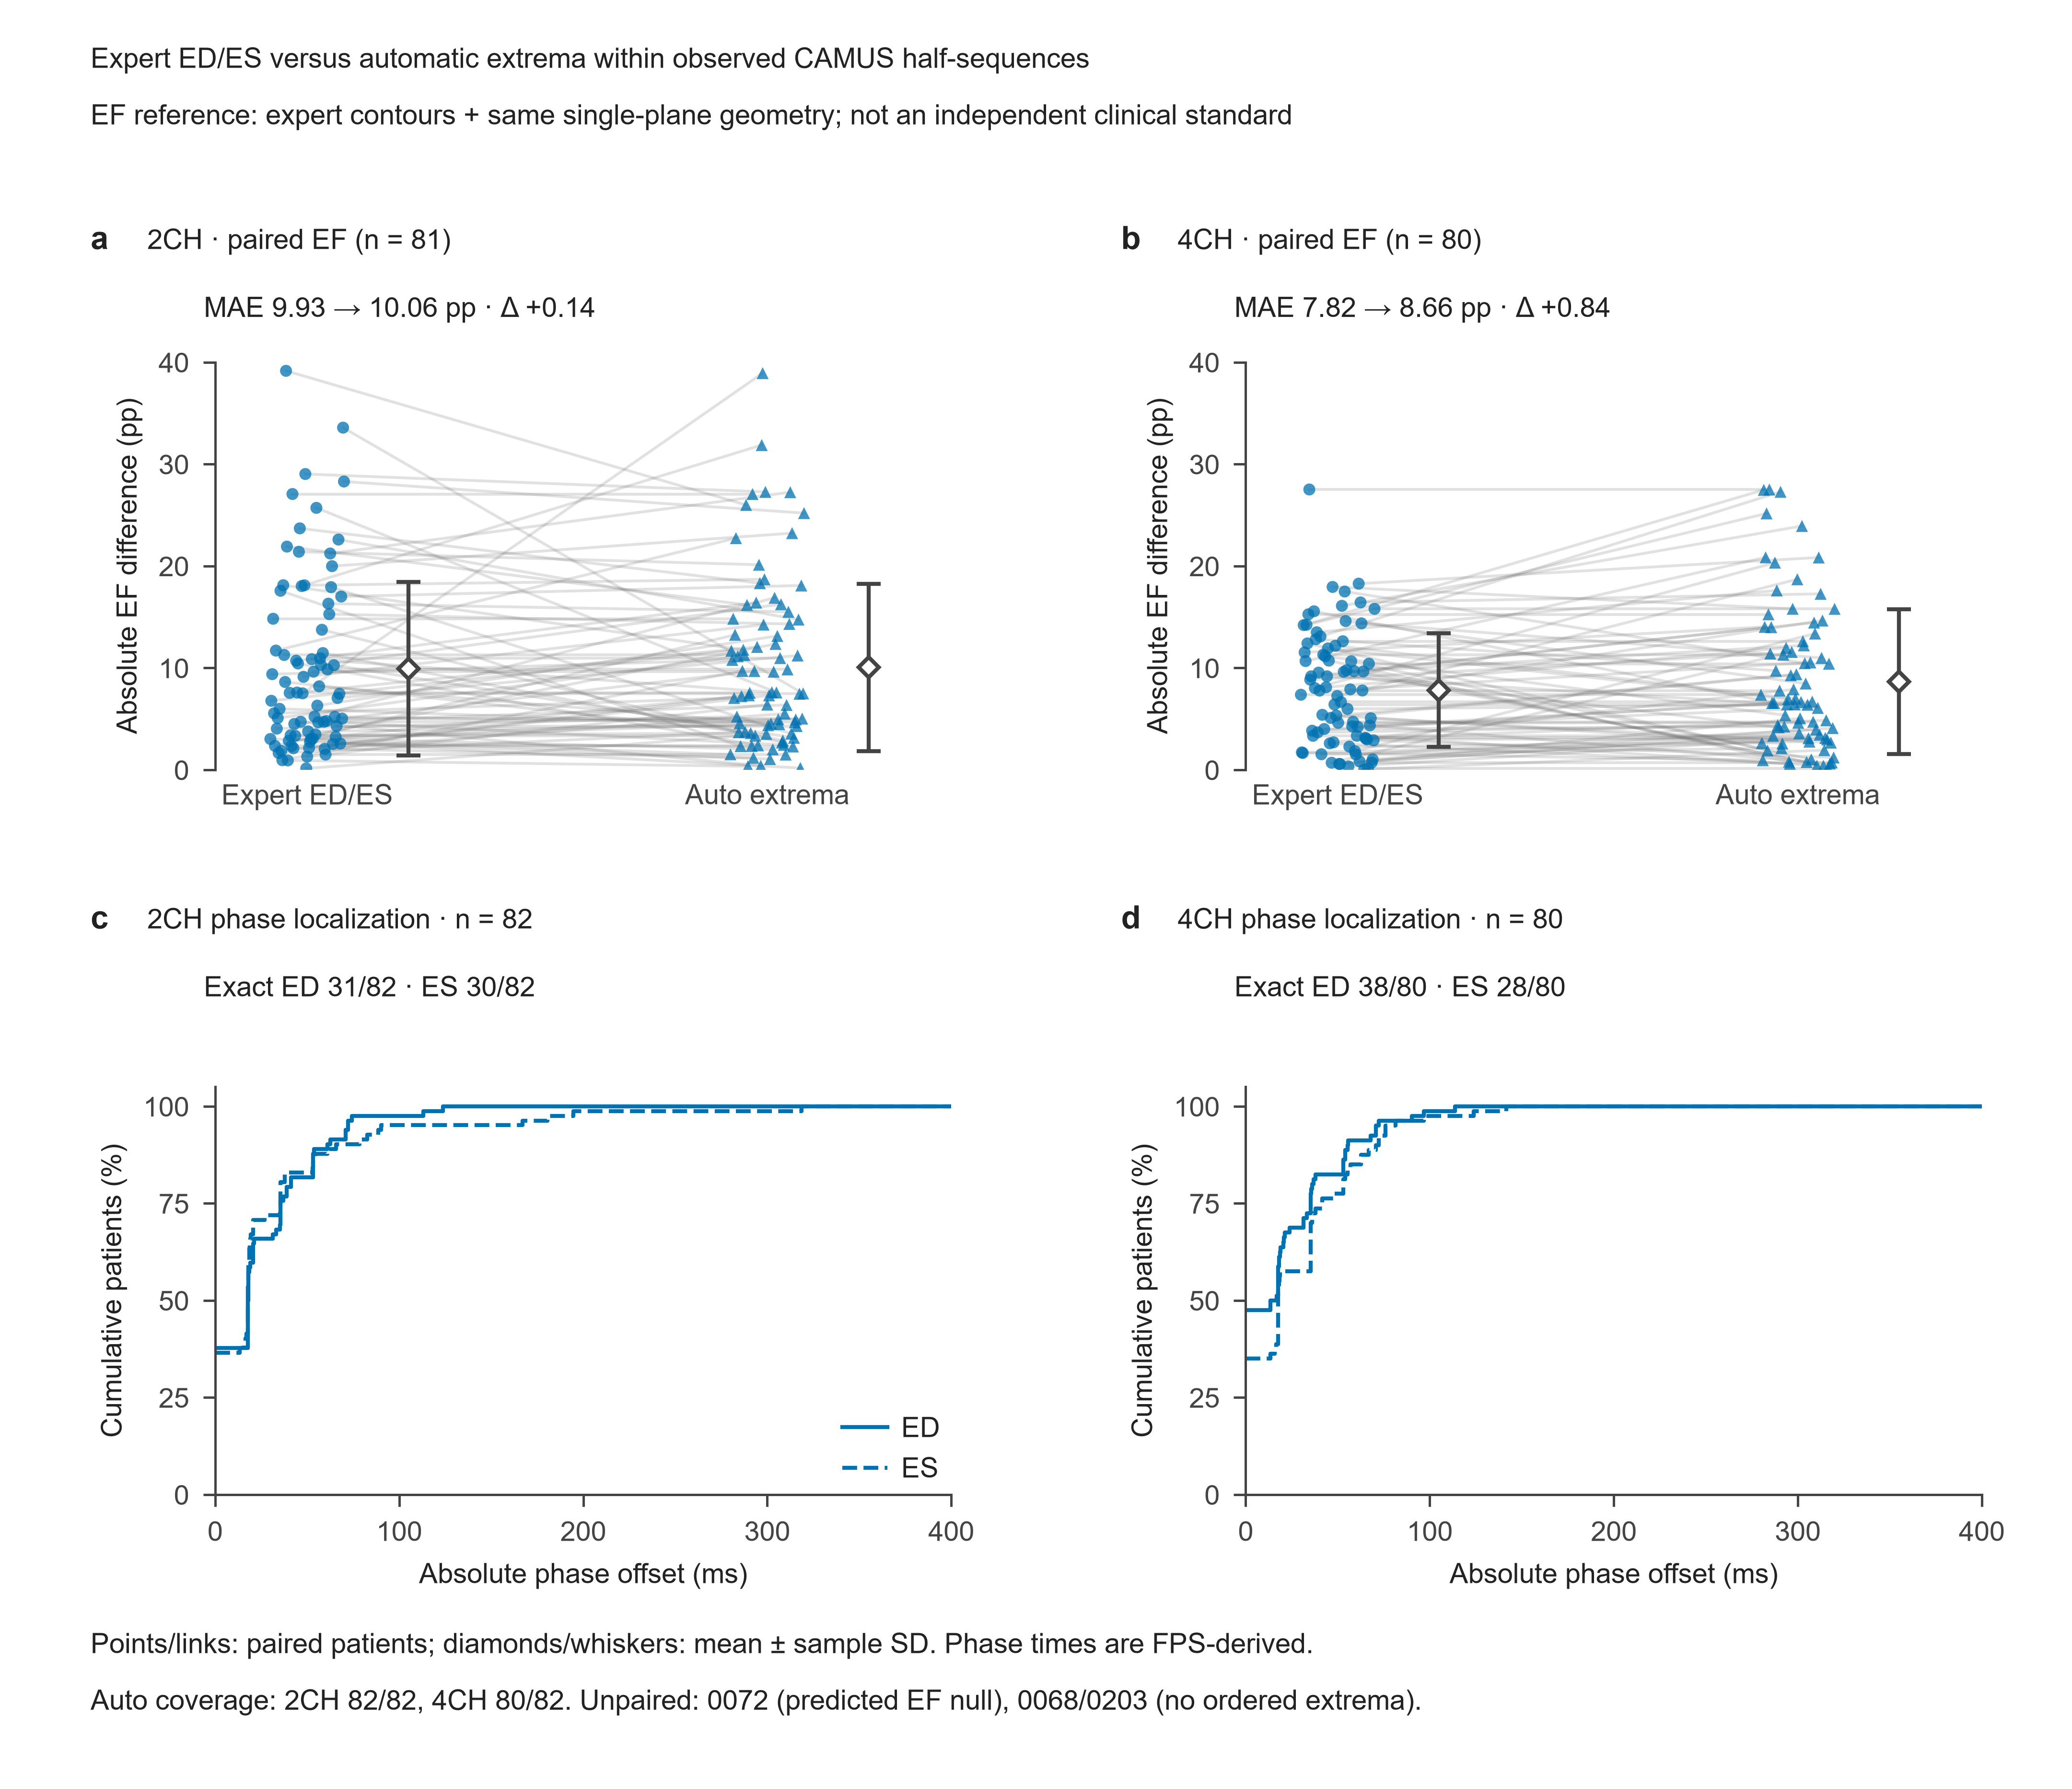 Expert ED/ES versus automatic extrema within observed CAMUS half-sequences
EF reference: expert contours + same single-plane geometry; not an independent clinical standard
a 2CH · paired EF (n = 81)
MAE 9.93 → 10.06 pp · Δ +0.14
40
30
20
10
0
Absolute EF difference (pp)
Expert ED/ES
Auto extrema
b 4CH · paired EF (n = 80)
MAE 7.82 → 8.66 pp · Δ +0.84
40
30
20
10
0
Absolute EF difference (pp)
Expert ED/ES
Auto extrema
c 2CH phase localization · n = 82
Exact ED 31/82 · ES 30/82
100
75
50
25
0
Cumulative patients (%)
ED
ES
0 100 200 300 400
Absolute phase offset (ms)
d 4CH phase localization · n = 80
Exact ED 38/80 · ES 28/80
100
75
50
25
0
Cumulative patients (%)
0 100 200 300 400
Absolute phase offset (ms)
Points/links: paired patients; diamonds/whiskers: mean ± sample SD. Phase times are FPS-derived.
Auto coverage: 2CH 82/82, 4CH 80/82. Unpaired: 0072 (predicted EF null), 0068/0203 (no ordered extrema).